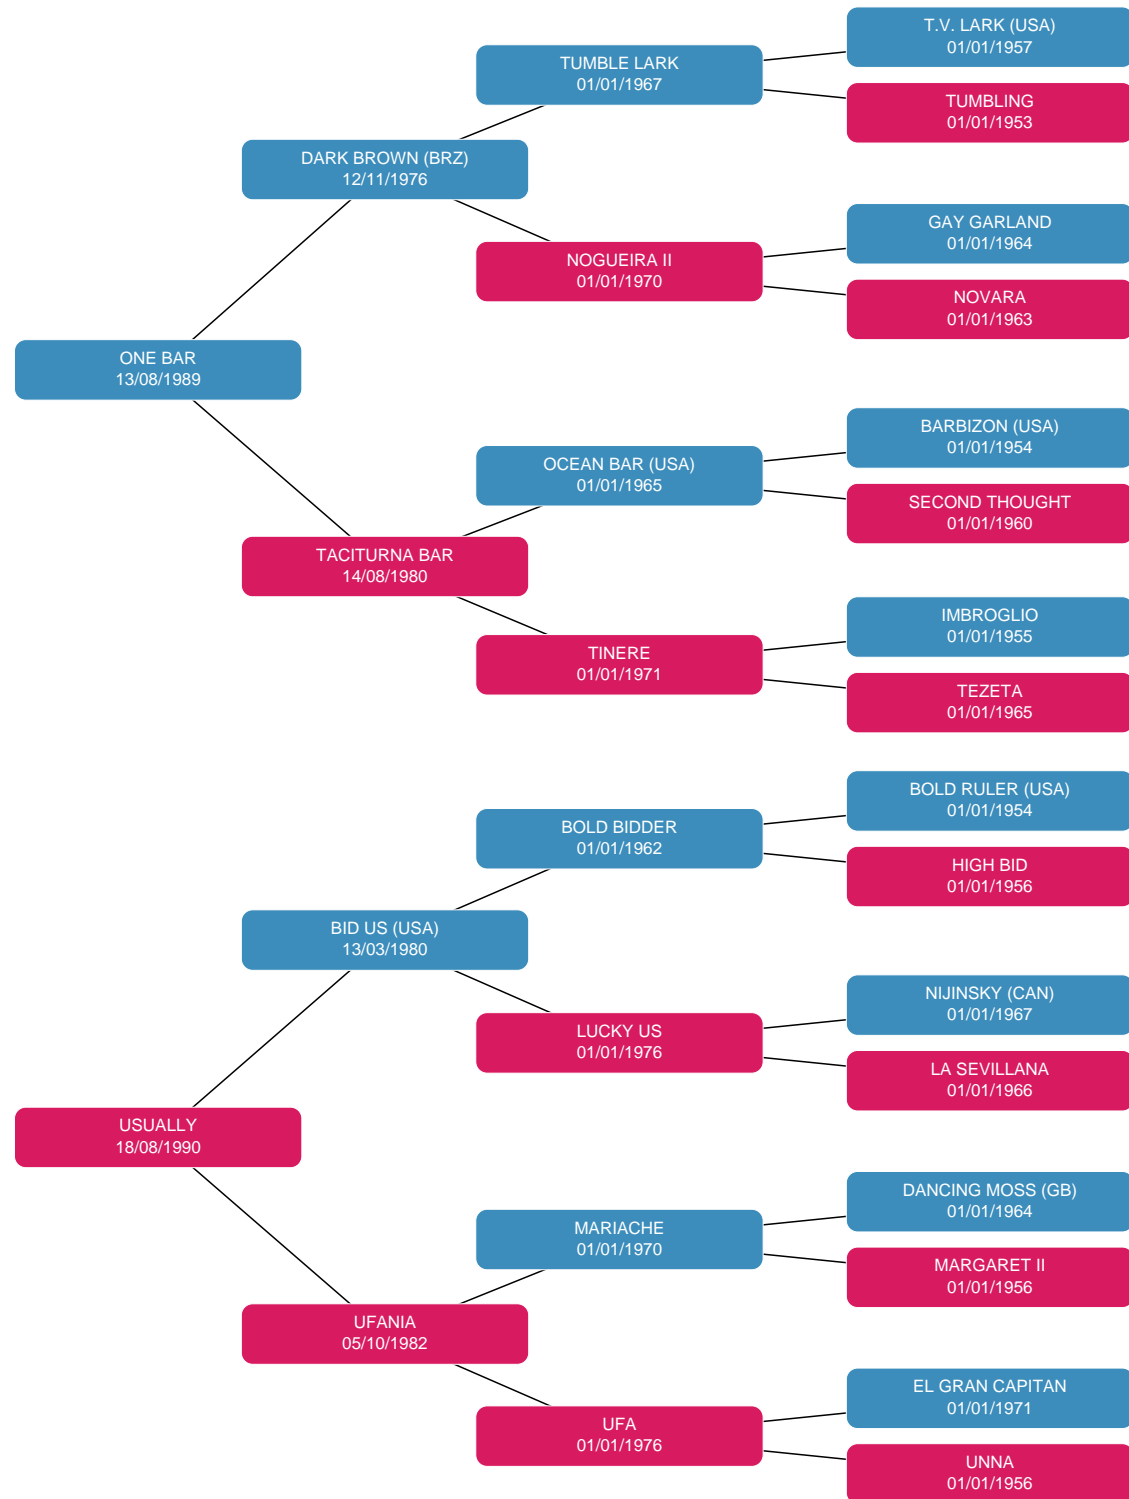 T.V. LARK (USA)
01/01/1957
TUMBLE LARK
01/01/1967
TUMBLING
01/01/1953
DARK BROWN (BRZ)
12/11/1976
GAY GARLAND
01/01/1964
NOGUEIRA II
01/01/1970
NOVARA
01/01/1963
ONE BAR
13/08/1989
BARBIZON (USA)
01/01/1954
OCEAN BAR (USA)
01/01/1965
SECOND THOUGHT
01/01/1960
TACITURNA BAR
14/08/1980
IMBROGLIO
01/01/1955
TINERE
01/01/1971
TEZETA
01/01/1965
BOLD RULER (USA)
01/01/1954
BOLD BIDDER
01/01/1962
HIGH BID
01/01/1956
BID US (USA)
13/03/1980
NIJINSKY (CAN)
01/01/1967
LUCKY US
01/01/1976
LA SEVILLANA
01/01/1966
USUALLY
18/08/1990
DANCING MOSS (GB)
01/01/1964
MARIACHE
01/01/1970
MARGARET II
01/01/1956
UFANIA
05/10/1982
EL GRAN CAPITAN
01/01/1971
UFA
01/01/1976
UNNA
01/01/1956